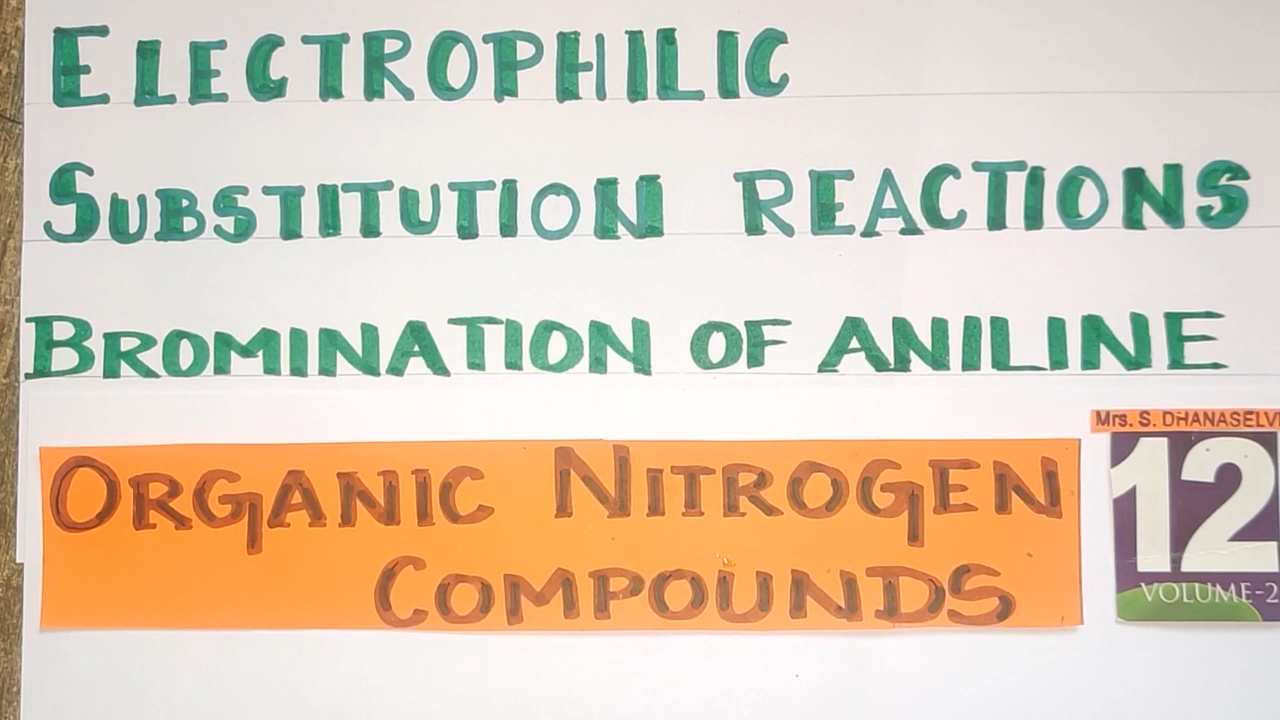 ELECTROPHILIC
SUBSTITUTION REACTIONS
BROMINATION OF ANILINE
ORGANIC NITROGEN
COMPOUNDS
Mrs. S. DHANASELVI
12
VOLUME-2